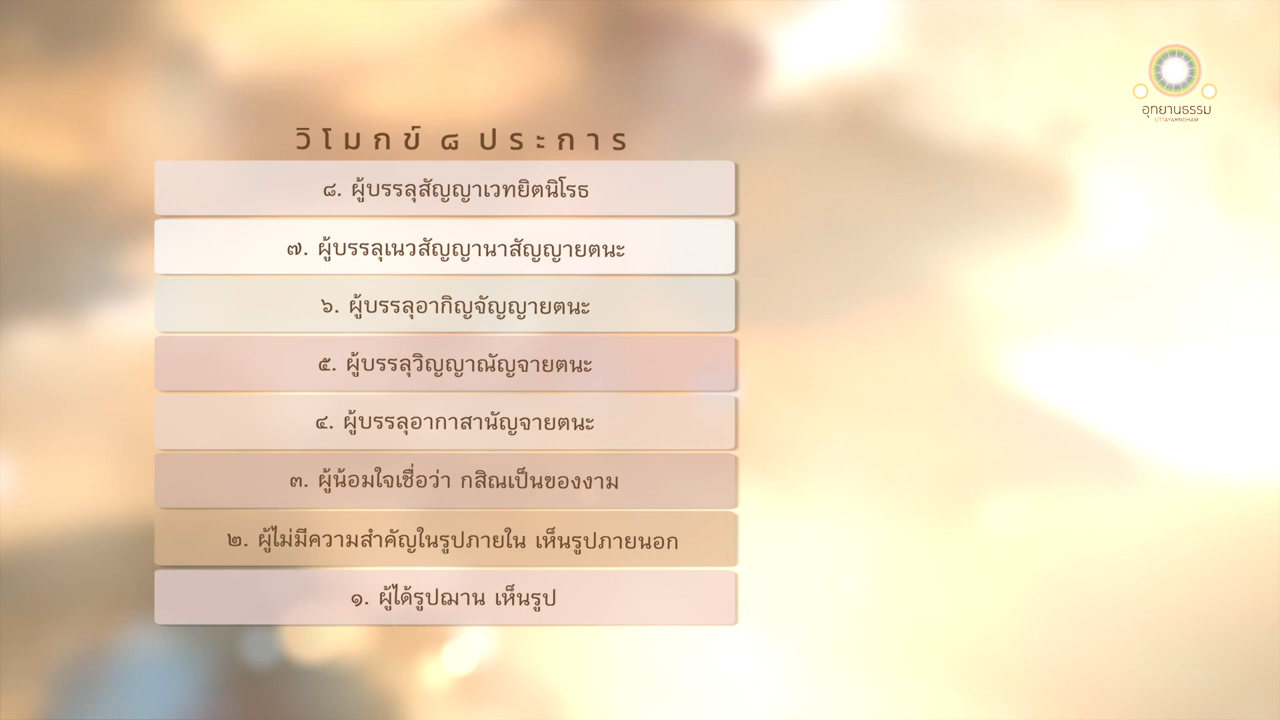 อุทยานธรรม
UTTAYARNDHAM
วิโมกข์ ๘ ประการ
๘. ผู้บรรลุสัญญาเวทยิตนิโรธ
๗. ผู้บรรลุเนวสัญญานาสัญญายตนะ
๖. ผู้บรรลุอากิญจัญญายตนะ
๕. ผู้บรรลุวิญญาณัญจายตนะ
๔. ผู้บรรลุอากาสานัญจายตนะ
๓. ผู้น้อมใจเชื่อว่า กสิณเป็นของงาม
๒. ผู้ไม่มีความสำคัญในรูปภายใน เห็นรูปภายนอก
๑. ผู้ได้รูปฌาน เห็นรูป